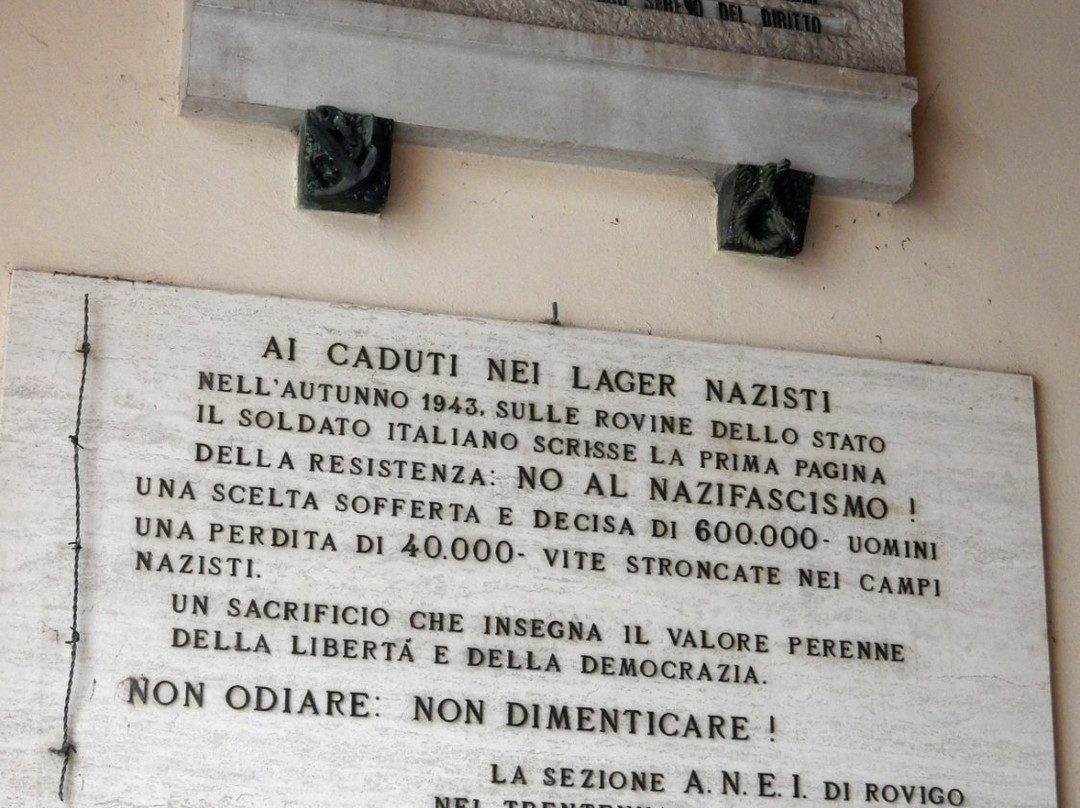 SERENO DEL DIRITTO
AI CADUTI NEI LAGER NAZISTI
NELL'AUTUNNO 1943, SULLE ROVINE DELLO STATO
IL SOLDATO ITALIANO SCRISSE LA PRIMA PAGINA
DELLA RESISTENZA: NO AL NAZIFASCISMO !
UNA SCELTA SOFFERTA E DECISA DI 600.000- UOMINI
UNA PERDITA DI 40.000- VITE STRONCATE NEI CAMPI
NAZISTI.
UN SACRIFICIO CHE INSEGNA IL VALORE PERENNE
DELLA LIBERTÁ E DELLA DEMOCRAZIA.
NON ODIARE: NON DIMENTICARE !
LA SEZIONE A.N.E.I. DI ROVIGO
NEL